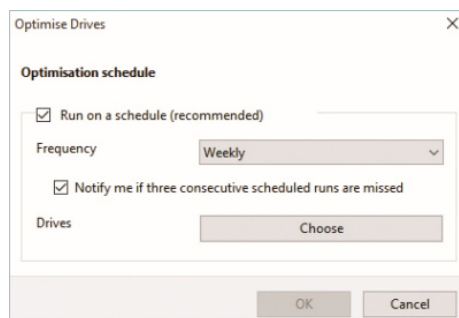 Optimise Drives
Optimisation schedule
Run on a schedule (recommended)
Frequency
Weekly
Notify me if three consecutive scheduled runs are missed
Drives
Choose
OK
Cancel